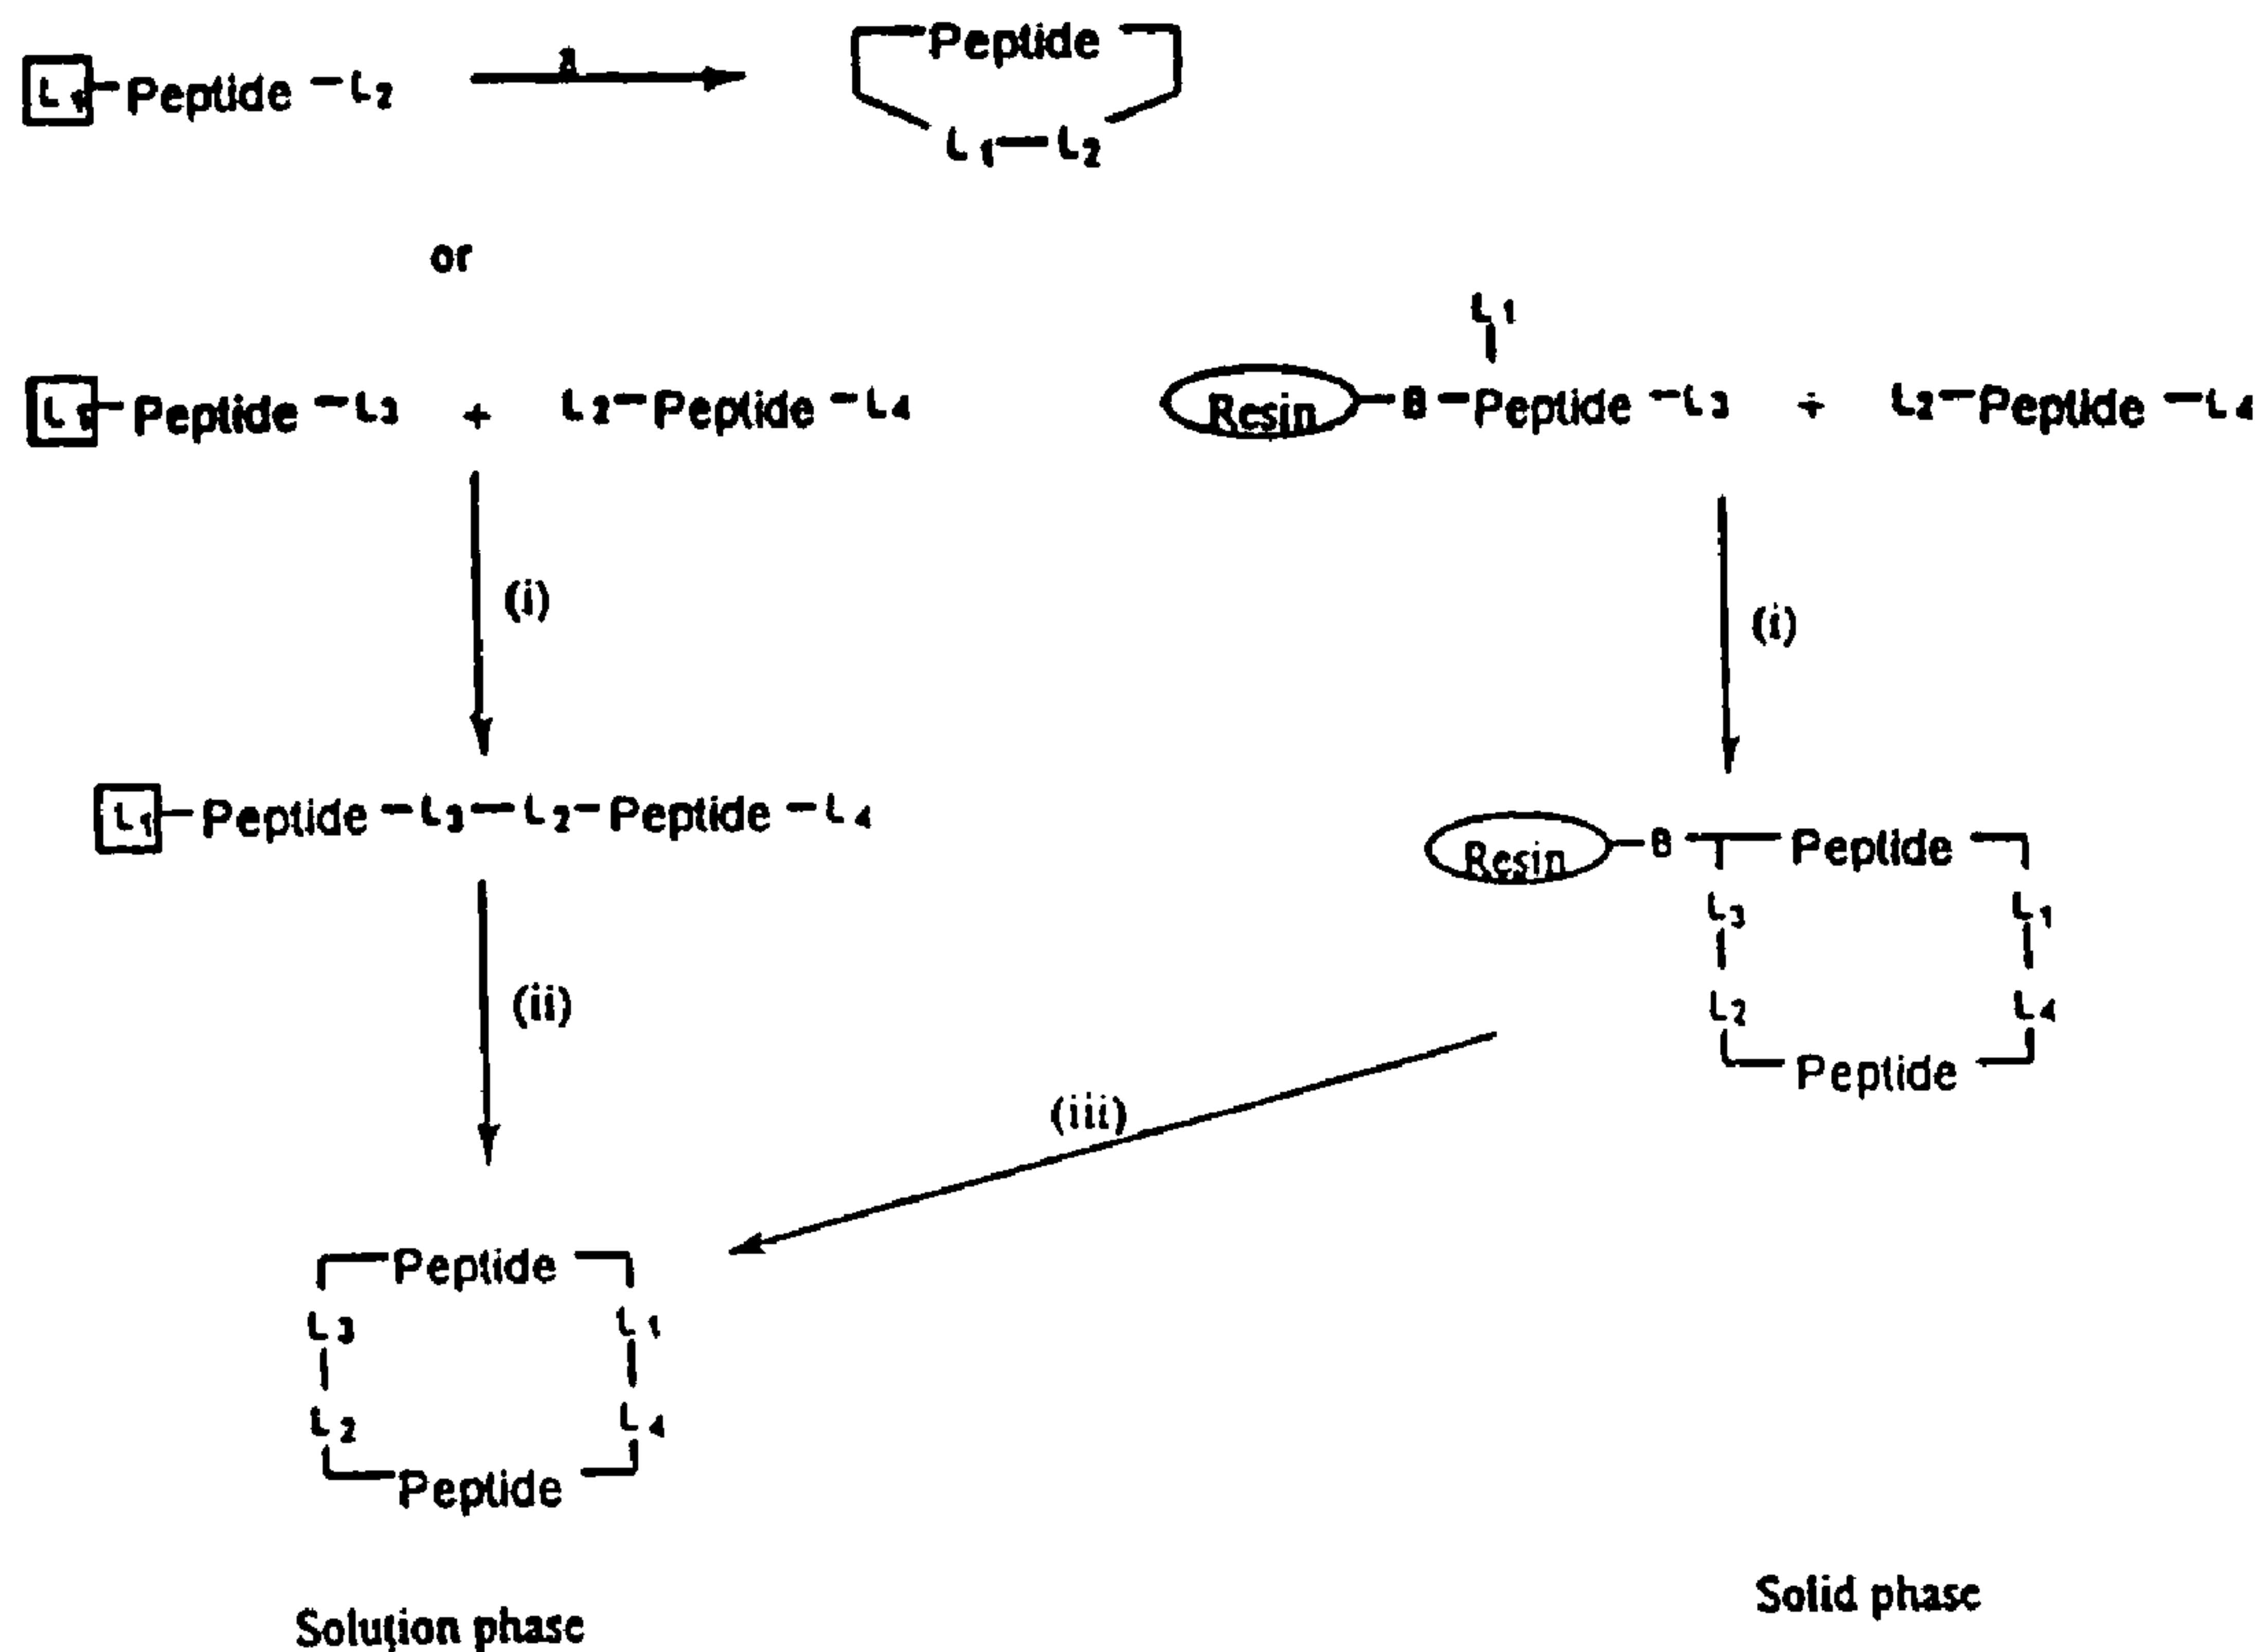 L1-Peptide-L2 a Peptide
L1-L2
or
L1
L1-Peptide-L3 + L2-Peptide-L4 Resin-B-Peptide-L3 + L2-Peptide-L4
(i) (i)
L1-Peptide-L3-L2-Peptide-L4 Resin-B Peptide
L3 L1
(ii) L2 L4
Peptide
(iii)
Peptide
L3 L1
L2 L4
Peptide
Solid phase
Solution phase